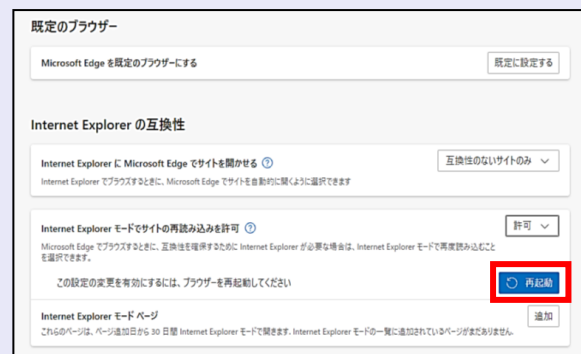 既定のブラウザー
Microsoft Edge を既定のブラウザーにする
既定に設定する
Internet Explorer の互換性
Internet Explorer に Microsoft Edge でサイトを開かせる
互換性のないサイトのみ
Internet Explorer でブラウズするときに、Microsoft Edge でサイトを自動的に開くように選択できます
Internet Explorer モードでサイトの再読み込みを許可
許可
Microsoft Edge でブラウズするときに、互換性を確保するために Internet Explorer が必要な場合は、Internet Explorer モードで再度読み込むこと
を選択できます。
この設定の変更を有効にするには、ブラウザーを再起動してください
再起動
Internet Explorer モード ページ
追加
これらのページは、ページ追加日から 30 日間 Internet Explorer モードで開きます. Internet Explorer モードの一覧に追加されているページがまだありません.